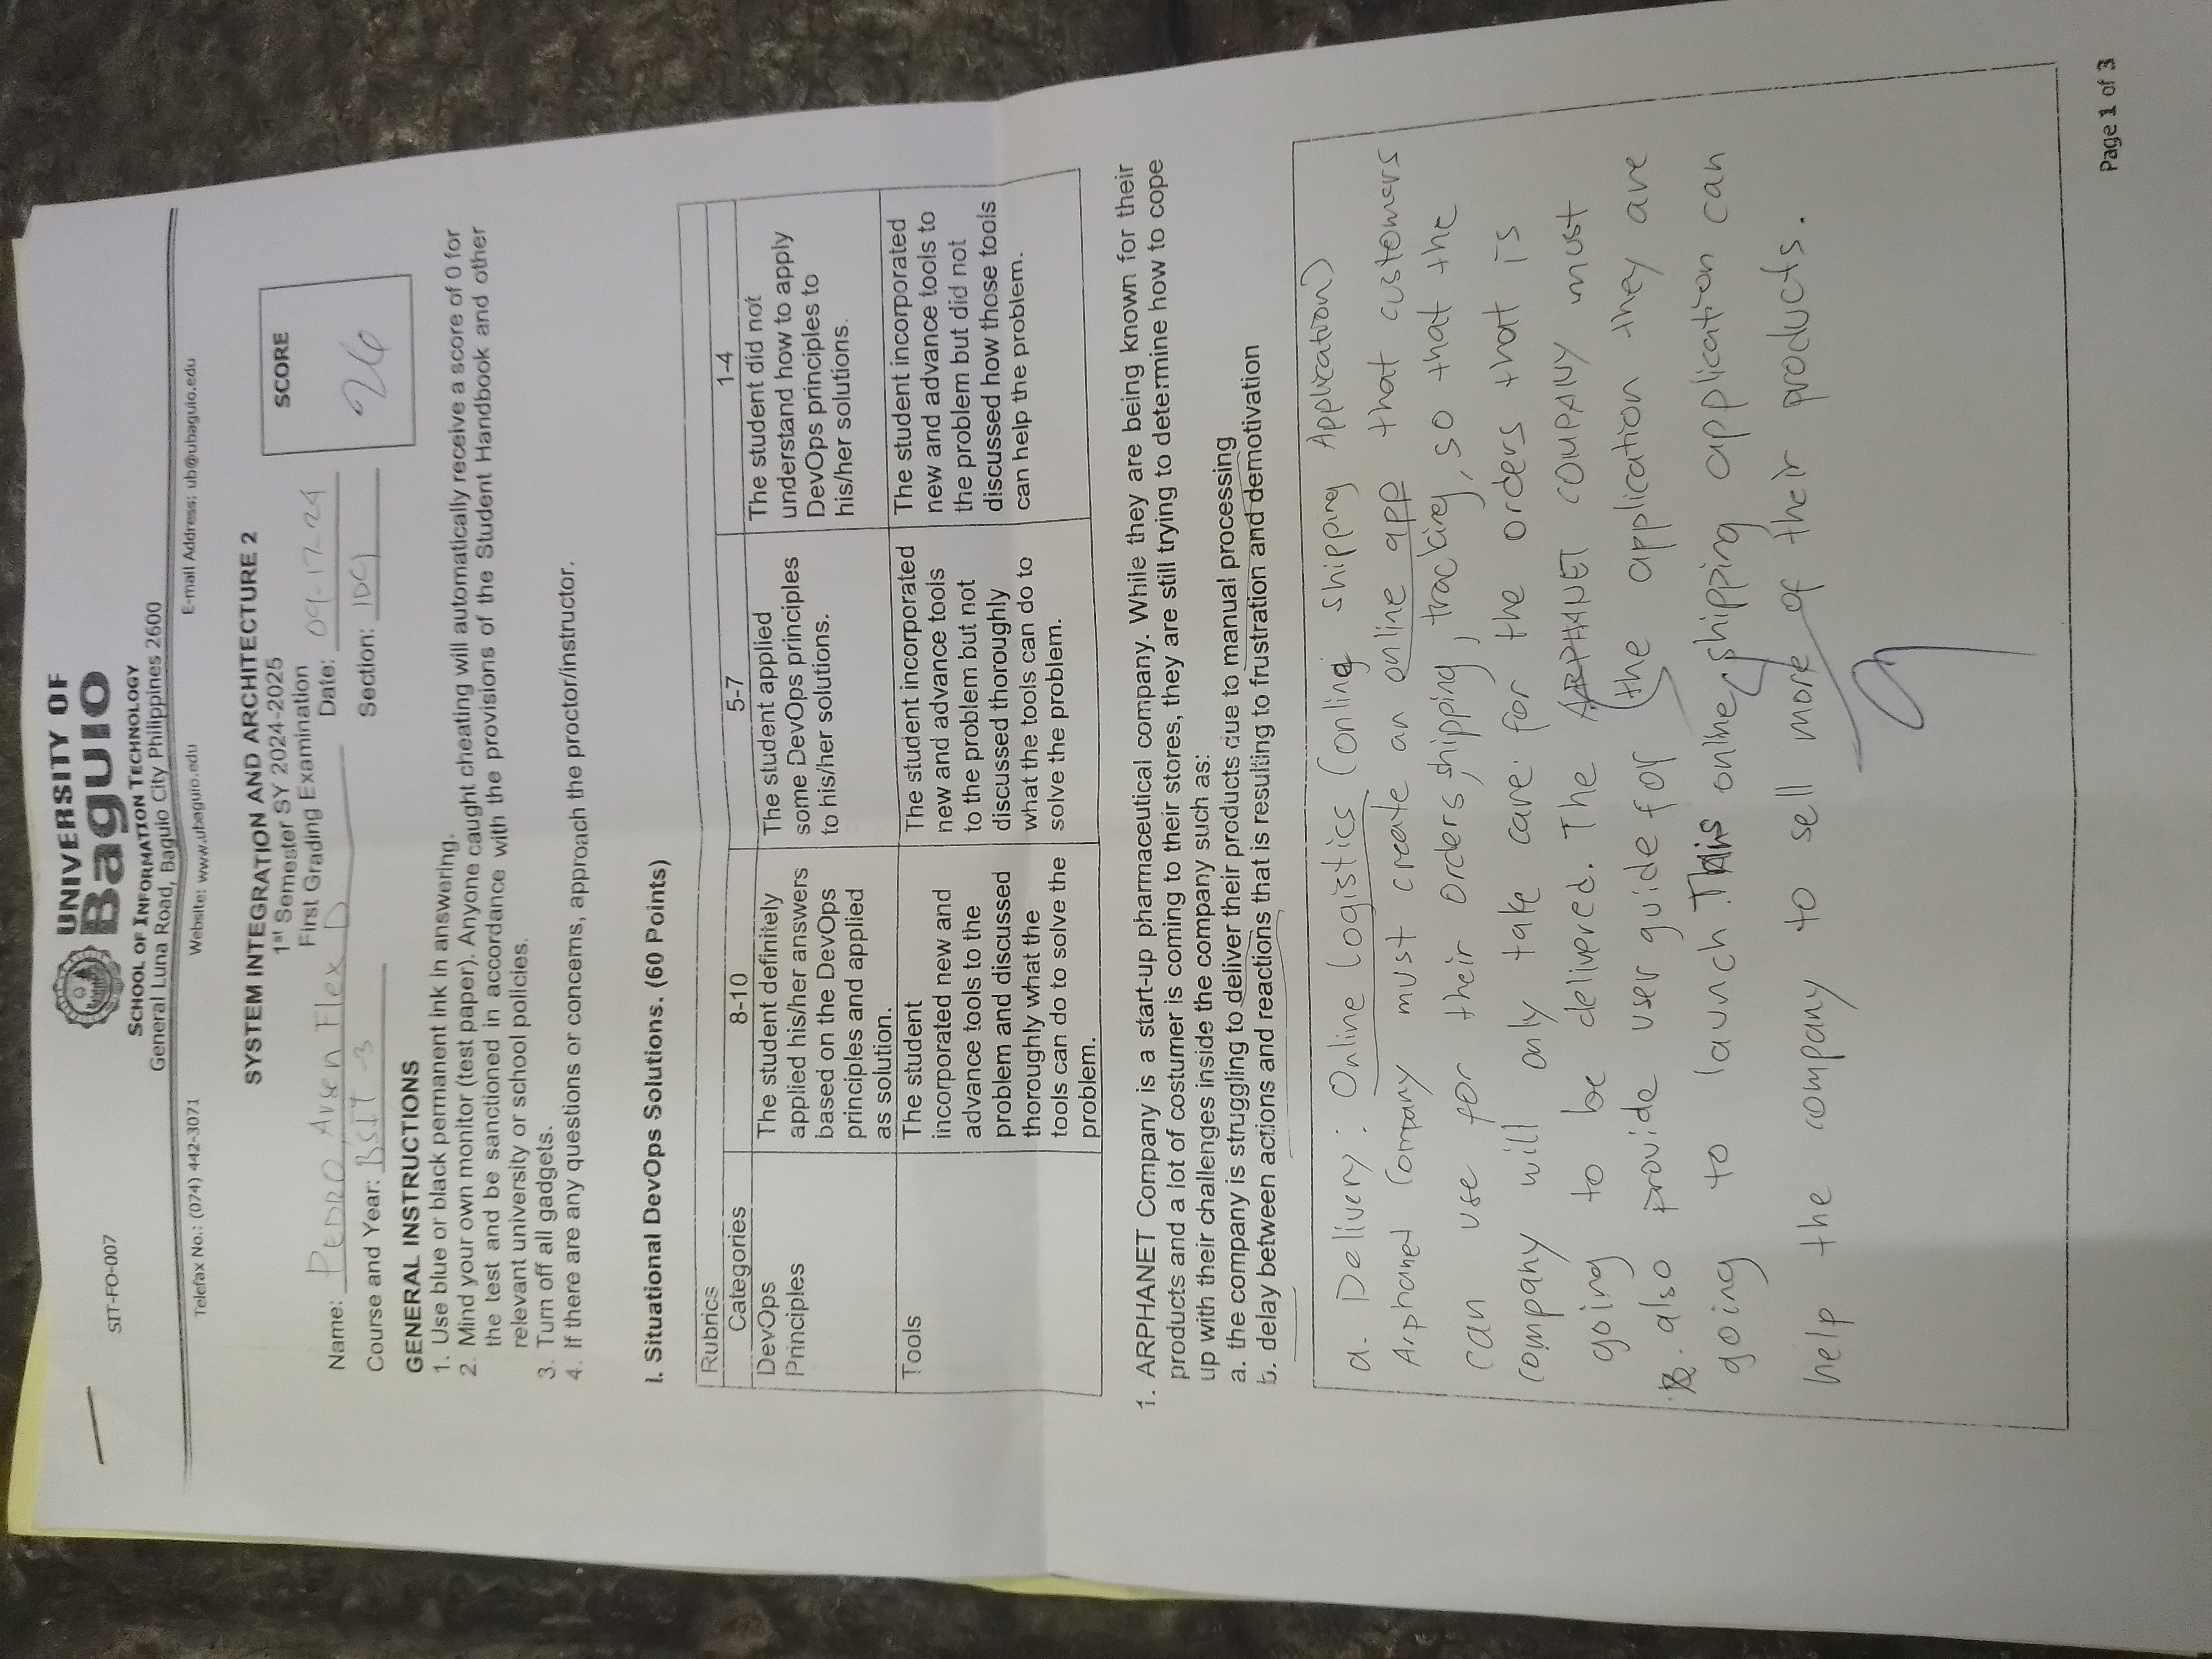 SIT-FO-007
UNIVERSITY OF
Baguio
SCHOOL OF INFORMATION TECHNOLOGY
General Luna Road, Baguio City Philippines 2600
Telefax No.: (074) 442-3071 Website: www.ubaguio.edu E-mail Address: ub@ubaguio.edu
SYSTEM INTEGRATION AND ARCHITECTURE 2
1st Semester SY 2024-2025
First Grading Examination
SCORE
26
Name: PEDRO, Arsen Flex D Date: 09-17-24
Course and Year: BSIT -3 Section:
GENERAL INSTRUCTIONS
1. Use blue or black permanent ink in answering.
2. Mind your own monitor (test paper). Anyone caught cheating will automatically receive a score of 0 for
the test and be sanctioned in accordance with the provisions of the Student Handbook and other
relevant university or school policies.
3. Turn off all gadgets.
4. If there are any questions or concerns, approach the proctor/instructor.
I. Situational DevOps Solutions. (60 Points)
Rubrics
Categories 8-10 5-7 1-4
DevOps
Principles
The student definitely
applied his/her answers
based on the DevOps
principles and applied
as solution.
The student applied
some DevOps principles
to his/her solutions.
The student did not
understand how to apply
DevOps principles to
his/her solutions.
Tools
The student
incorporated new and
advance tools to the
problem and discussed
thoroughly what the
tools can do to solve the
problem.
The student incorporated
new and advance tools
to the problem but not
discussed thoroughly
what the tools can do to
solve the problem.
The student incorporated
new and advance tools to
the problem but did not
discussed how those tools
can help the problem.
1. ARPHANET Company is a start-up pharmaceutical company. While they are being known for their
products and a lot of costumer is coming to their stores, they are still trying to determine how to cope
up with their challenges inside the company such as:
a. the company is struggling to deliver their products due to manual processing
b. delay between actions and reactions that is resulting to frustration and demotivation
a. Delivery: Online Logistics (online Shipping Application)
Arphanet Company must create an online app that customers
can use for their orders, shipping, tracking, so that the
company will only take care for the orders that is
going to be delivered. The ARPHANET COMPANY must
also provide user guide for the application they are
going to launch. This online shipping application can
help the company to sell more of their products.
9
Page 1 of 3